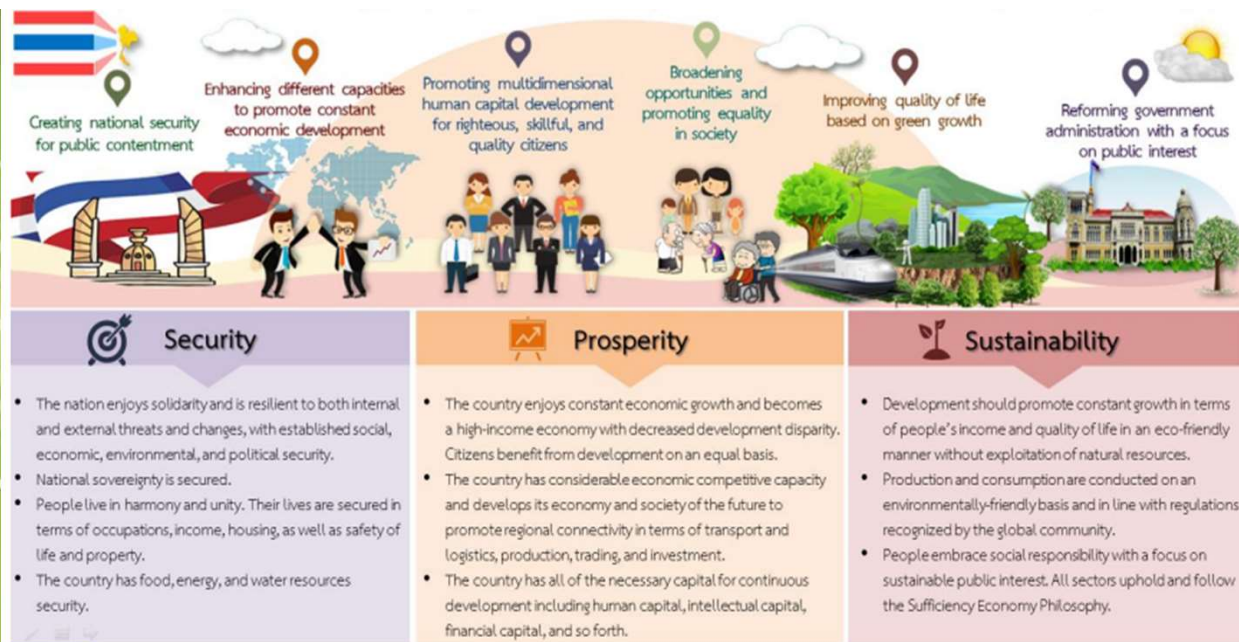 Creating national security
for public contentment
Enhancing different capacities
to promote constant
economic development
Promoting multidimensional
human capital development
for righteous, skillful, and
quality citizens
Broadening
opportunities and
promoting equality
in society
Improving quality of life
based on green growth
Reforming government
administration with a focus
on public interest
Security
• The nation enjoys solidarity and is resilient to both internal
and external threats and changes, with established social,
economic, environmental, and political security.
• National sovereignty is secured.
• People live in harmony and unity. Their lives are secured in
terms of occupations, income, housing, as well as safety of
life and property.
• The country has food, energy, and water resources
security.
Prosperity
• The country enjoys constant economic growth and becomes
a high-income economy with decreased development disparity.
Citizens benefit from development on an equal basis.
• The country has considerable economic competitive capacity
and develops its economy and society of the future to
promote regional connectivity in terms of transport and
logistics, production, trading, and investment.
• The country has all of the necessary capital for continuous
development including human capital, intellectual capital,
financial capital, and so forth.
Sustainability
• Development should promote constant growth in terms
of people's income and quality of life in an eco-friendly
manner without exploitation of natural resources.
• Production and consumption are conducted on an
environmentally-friendly basis and in line with regulations
recognized by the global community.
• People embrace social responsibility with a focus on
sustainable public interest. All sectors uphold and follow
the Sufficiency Economy Philosophy.